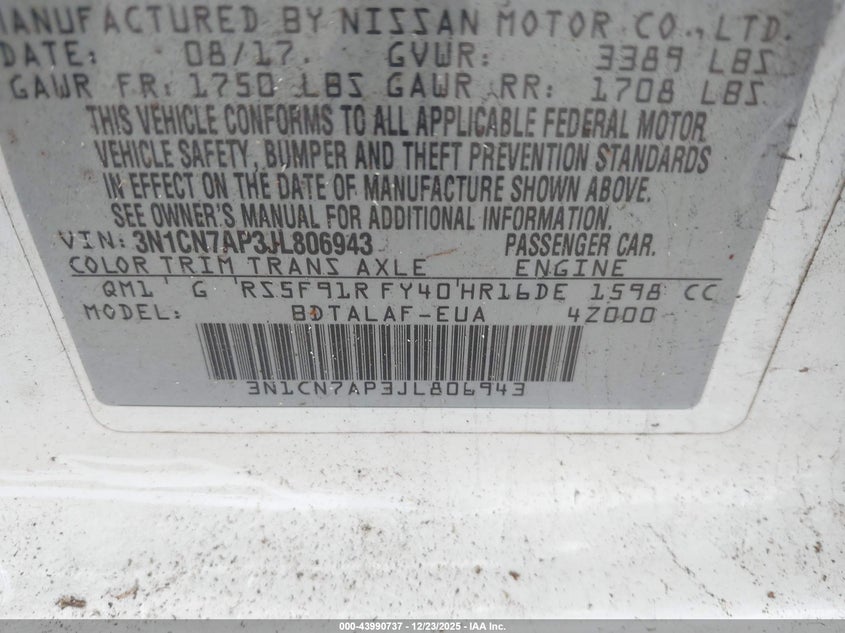 MANUFACTURED BY NISSAN MOTOR CO., LTD.
DATE: 08/17 GVWR: 3389 LBS
GAWR FR: 1750 LBS GAWR RR: 1708 LBS
THIS VEHICLE CONFORMS TO ALL APPLICABLE FEDERAL MOTOR
VEHICLE SAFETY, BUMPER AND THEFT PREVENTION STANDARDS
IN EFFECT ON THE DATE OF MANUFACTURE SHOWN ABOVE.
SEE OWNER'S MANUAL FOR ADDITIONAL INFORMATION.
VIN: 3N1CN7AP3JL806943 PASSENGER CAR.
COLOR TRIM TRANS AXLE ENGINE
QM1 G RS5F91R FY40 HR16DE 1598 CC
MODEL: BDTALAF-EUA 4Z000
3N1CN7AP3JL806943
000-43990737 - 12/23/2025 - IAA Inc.